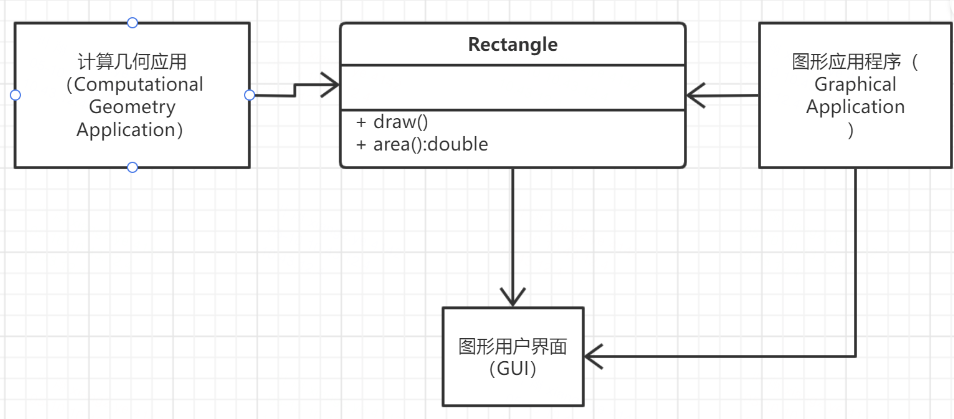 计算几何应用
（Computational
Geometry
Application）
Rectangle
+ draw()
+ area():double
图形应用程序（
Graphical
Application
）
图形用户界面
（GUI）